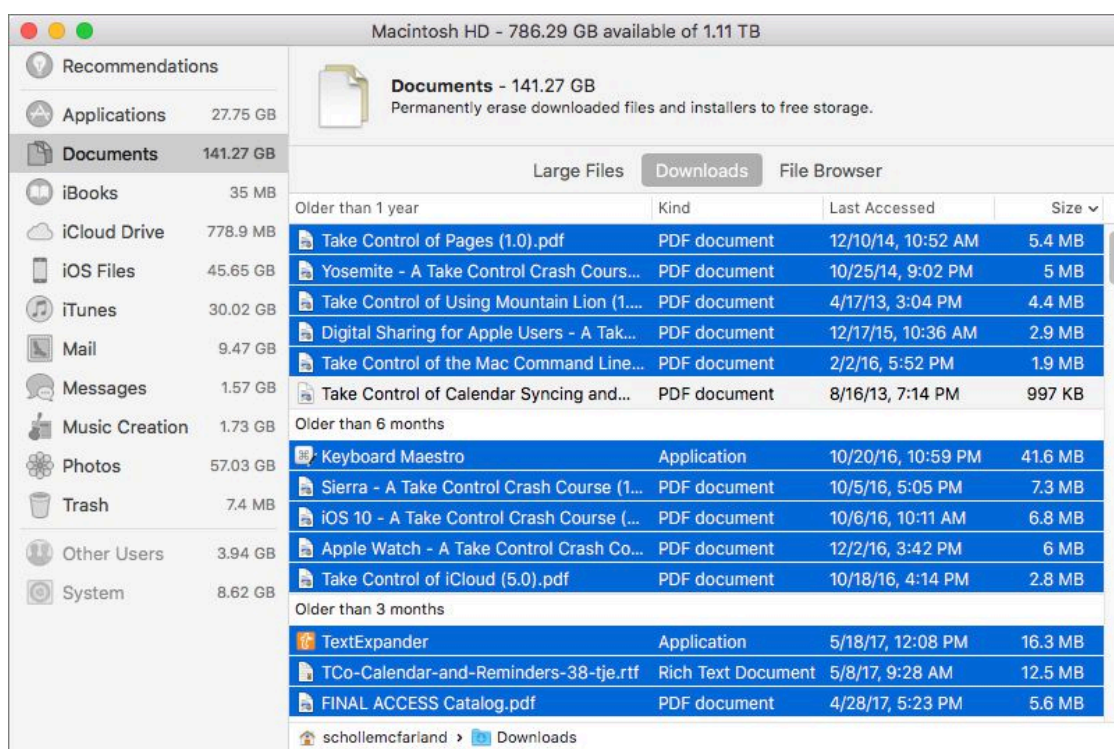 Macintosh HD - 786.29 GB available of 1.11 TB
Recommendations
Applications 27.75 GB
Documents 141.27 GB
iBooks 35 MB
iCloud Drive 778.9 MB
iOS Files 45.65 GB
iTunes 30.02 GB
Mail 9.47 GB
Messages 1.57 GB
Music Creation 1.73 GB
Photos 57.03 GB
Trash 7.4 MB
Other Users 3.94 GB
System 8.62 GB
Documents - 141.27 GB
Permanently erase downloaded files and installers to free storage.
Large Files Downloads File Browser
Older than 1 year Kind Last Accessed Size
Take Control of Pages (1.0).pdf PDF document 12/10/14, 10:52 AM 5.4 MB
Yosemite - A Take Control Crash Cours... PDF document 10/25/14, 9:02 PM 5 MB
Take Control of Using Mountain Lion (1.... PDF document 4/17/13, 3:04 PM 4.4 MB
Digital Sharing for Apple Users - A Tak... PDF document 12/17/15, 10:36 AM 2.9 MB
Take Control of the Mac Command Line... PDF document 2/2/16, 5:52 PM 1.9 MB
Take Control of Calendar Syncing and... PDF document 8/16/13, 7:14 PM 997 KB
Older than 6 months
Keyboard Maestro Application 10/20/16, 10:59 PM 41.6 MB
Sierra - A Take Control Crash Course (1... PDF document 10/5/16, 5:05 PM 7.3 MB
iOS 10 - A Take Control Crash Course (... PDF document 10/6/16, 10:11 AM 6.8 MB
Apple Watch - A Take Control Crash Co... PDF document 12/2/16, 3:42 PM 6 MB
Take Control of iCloud (5.0).pdf PDF document 10/18/16, 4:14 PM 2.8 MB
Older than 3 months
TextExpander Application 5/18/17, 12:08 PM 16.3 MB
TCo-Calendar-and-Reminders-38-tje.rtf Rich Text Document 5/8/17, 9:28 AM 12.5 MB
FINAL ACCESS Catalog.pdf PDF document 4/28/17, 5:23 PM 5.6 MB
schollemcfarland › Downloads